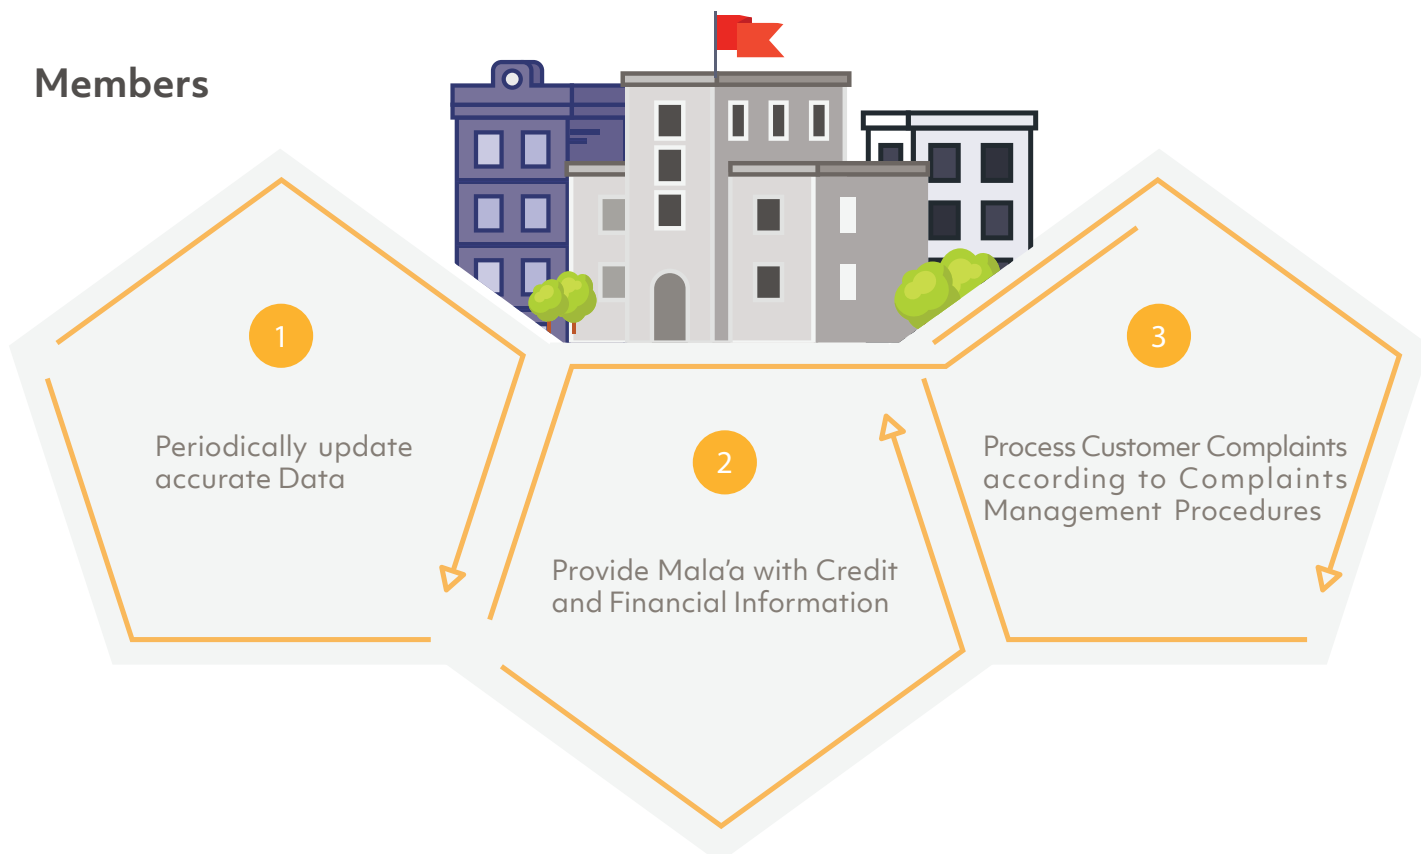 Members
1
Periodically update
accurate Data
2
Provide Mala’a with Credit
and Financial Information
3
Process Customer Complaints
according to Complaints
Management Procedures